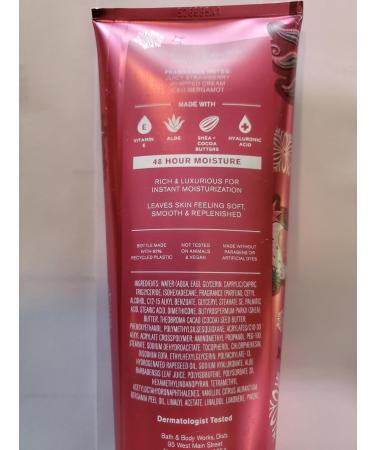 FRAGRANCE NOTES:
JUICY STRAWBERRY
WHIPPED CREAM
ICED BERGAMOT
MADE WITH
E
VITAMIN
E
ALOE
SHEA +
COCOA
BUTTERS
HYALURONIC
ACID
48 HOUR MOISTURE
RICH & LUXURIOUS FOR
INSTANT MOISTURIZATION
LEAVES SKIN FEELING SOFT,
SMOOTH & REPLENISHED
BOTTLE MADE
WITH 50%
RECYCLED PLASTIC
NOT TESTED
ON ANIMALS
& VEGAN
MADE WITHOUT
PARABENS OR
ARTIFICIAL DYES
INGREDIENTS: WATER (AQUA, EAU), GLYCERIN, CAPRYLIC/CAPRIC
TRIGLYCERIDE, ISOHEXADECANE, FRAGRANCE (PARFUM), CETYL
ALCOHOL, C12-15 ALKYL BENZOATE, GLYCERYL STEARATE SE, PALMITIC
ACID, STEARIC ACID, DIMETHICONE, BUTYROSPERMUM PARKII (SHEA)
BUTTER, THEOBROMA CACAO (COCOA) SEED BUTTER,
PHENOXYETHANOL, POLYMETHYLSILSESQUIOXANE, ACRYLATES/C10-30
ALKYL ACRYLATE CROSSPOLYMER, AMINOMETHYL PROPANOL, PEG-100
STEARATE, SODIUM DEHYDROACETATE, TOCOPHEROL, CHLORPHENESIN,
DISODIUM EDTA, ETHYLHEXYLGLYCERIN, POLYACRYLATE-13,
HYDROGENATED RAPESEED OIL, SODIUM HYALURONATE, ALOE
BARBADENSIS LEAF JUICE, POLYISOBUTENE, POLYSORBATE 20,
HEXAMETHYLINDANOPYRAN, TETRAMETHYL
ACETYLOCTAHYDRONAPHTHALENES, VANILLIN, CITRUS AURANTIUM
BERGAMIA PEEL OIL, LINALYL ACETATE, LINALOOL, LIMONENE, PINENE.
Dermatologist Tested
Bath & Body Works, Distr.
95 West Main Street